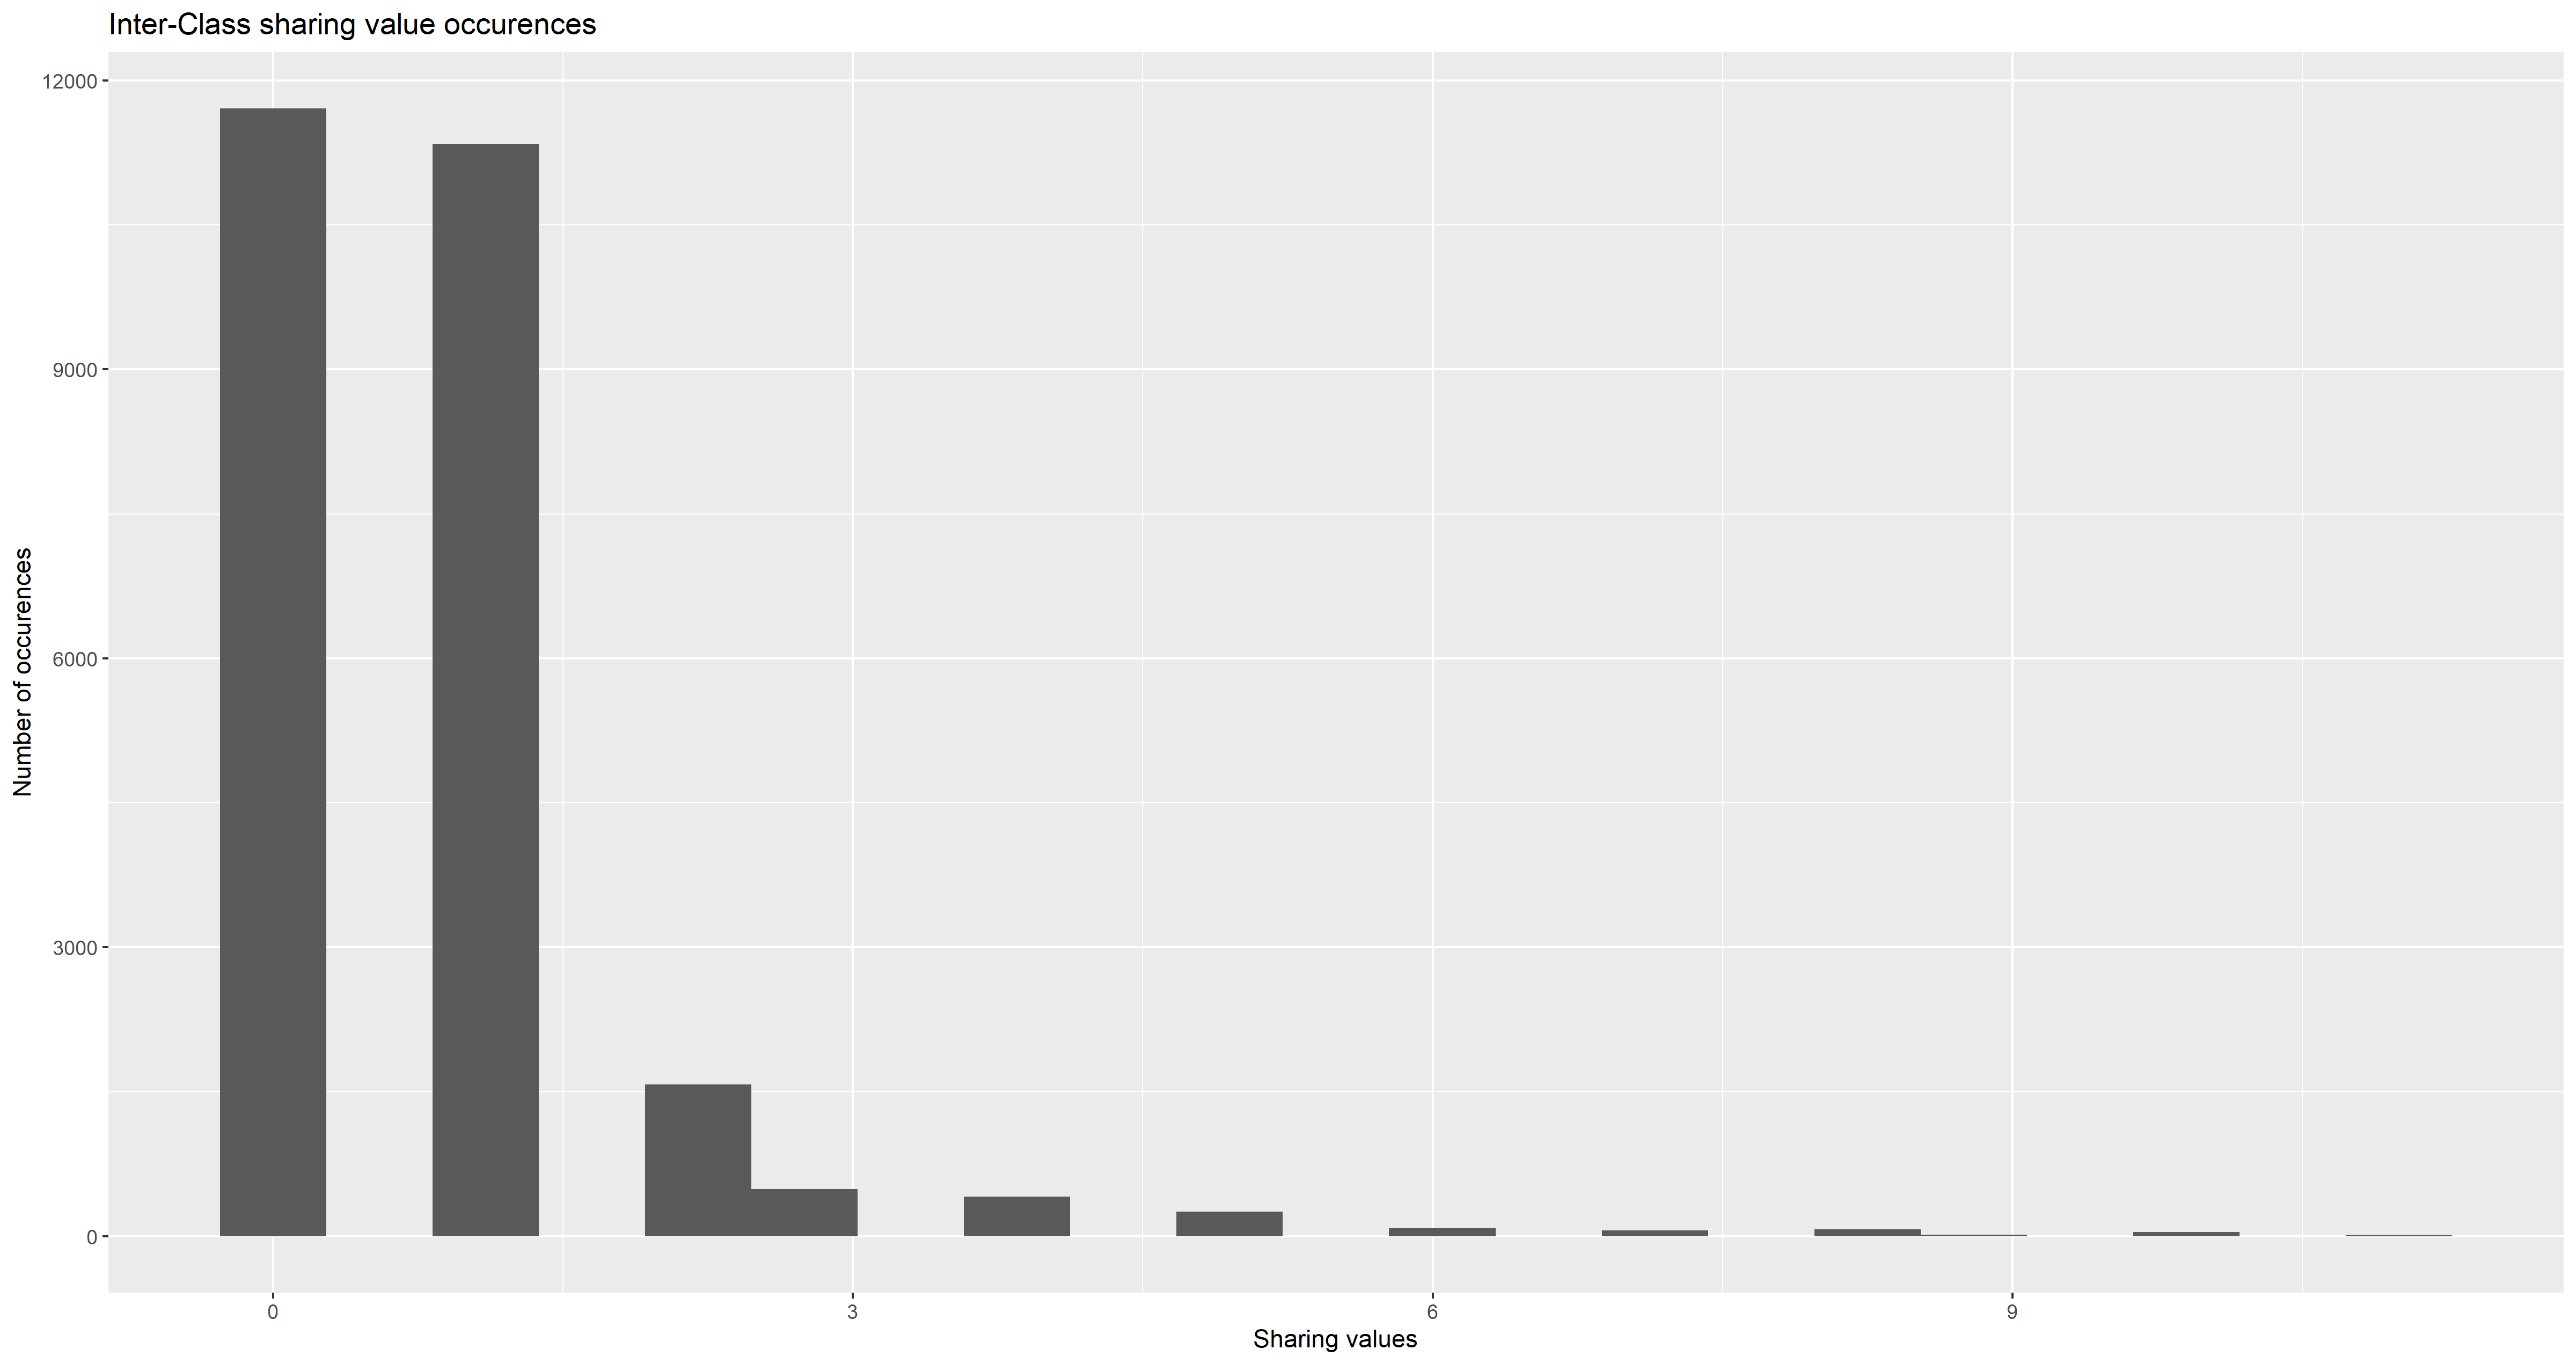 Inter-Class sharing value occurences
12000
9000
6000
3000
0
Number of occurences
0 3 6 9
Sharing values